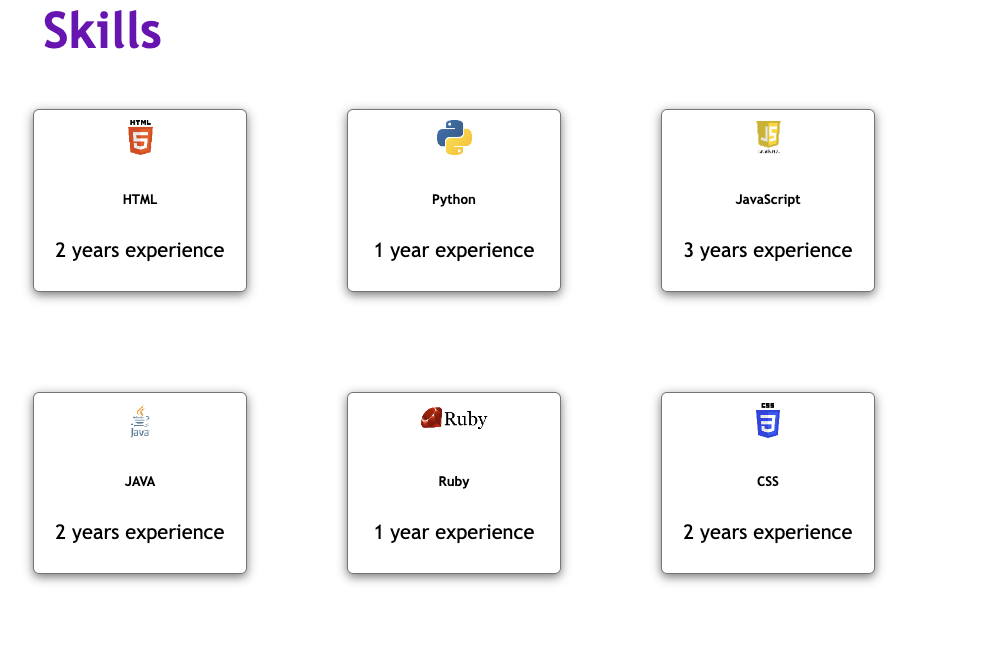 Skills
HTML
5
HTML
2 years experience
Python
1 year experience
JS
JavaScript
3 years experience
Java
JAVA
2 years experience
Ruby
Ruby
1 year experience
CSS
3
CSS
2 years experience